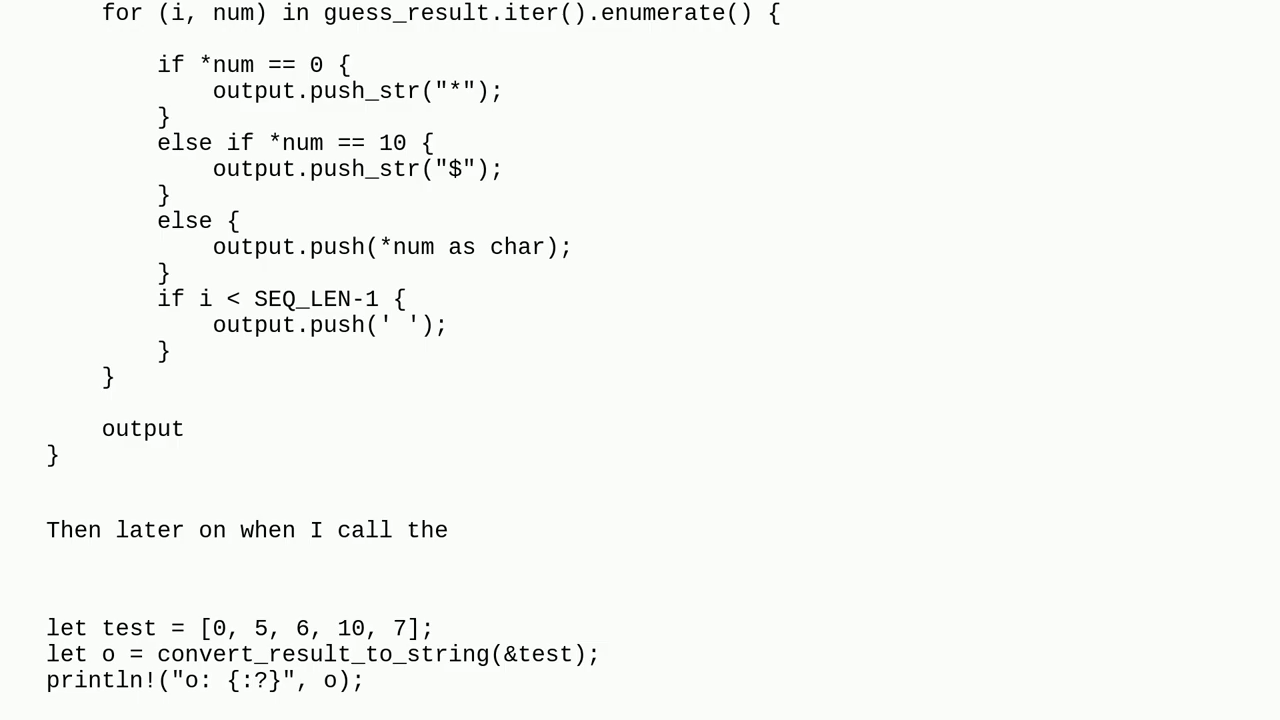 for (i, num) in guess_result.iter().enumerate() {
if *num == 0 {
output.push_str("*");
}
else if *num == 10 {
output.push_str("$");
}
else {
output.push(*num as char);
}
if i < SEQ_LEN-1 {
output.push(' ');
}
}
output
}
Then later on when I call the
let test = [0, 5, 6, 10, 7];
let o = convert_result_to_string(&test);
println!("o: {:?}", o);